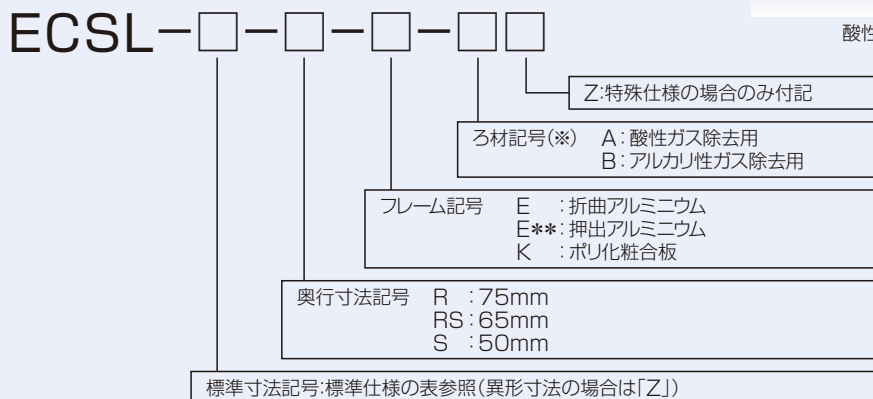 ECSL−□−□−□−□□
酸性
Z:特殊仕様の場合のみ付記
ろ材記号(※) A:酸性ガス除去用
B:アルカリ性ガス除去用
フレーム記号 E :折曲アルミニウム
E**:押出アルミニウム
K :ポリ化粧合板
奥行寸法記号 R :75mm
RS:65mm
S :50mm
標準寸法記号:標準仕様の表参照(異形寸法の場合は「Z」)